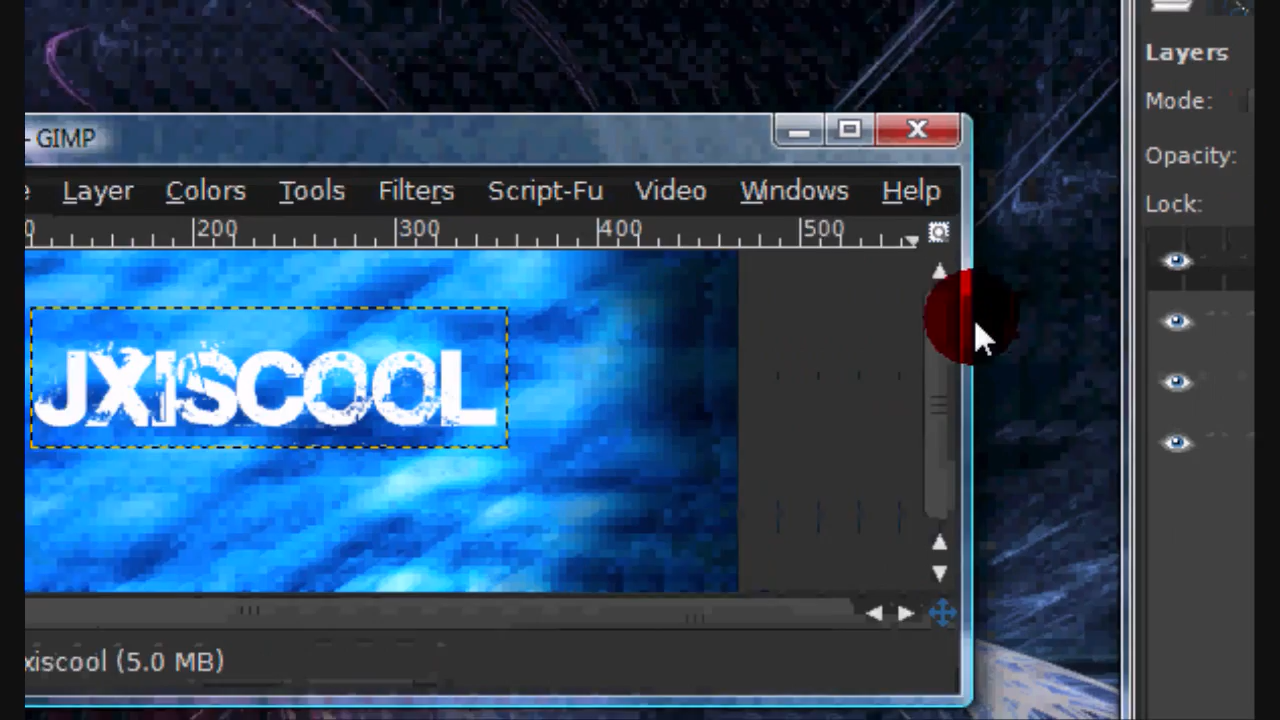 - GIMP
Layer Colors Tools Filters Script-Fu Video Windows Help
200 300 400 500
JXISCOOL
xiscool (5.0 MB)
Layers
Mode:
Opacity:
Lock: